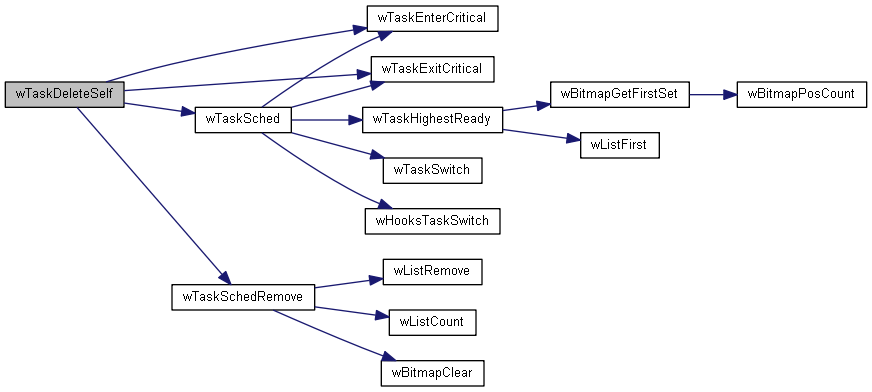 wTaskEnterCritical
wTaskExitCritical
wTaskDeleteSelf
wBitmapGetFirstSet
wBitmapPosCount
wTaskSched
wTaskHighestReady
wListFirst
wTaskSwitch
wHooksTaskSwitch
wListRemove
wTaskSchedRemove
wListCount
wBitmapClear